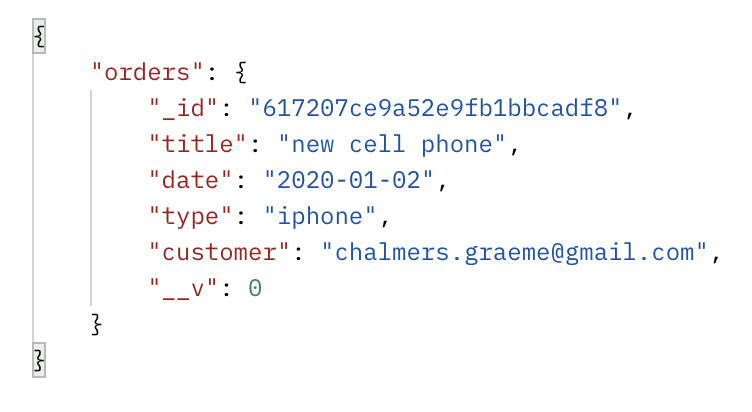 {
"orders": {
"_id": "617207ce9a52e9fb1bbcadf8",
"title": "new cell phone",
"date": "2020-01-02",
"type": "iphone",
"customer": "chalmers.graeme@gmail.com",
"__v": 0
}
}